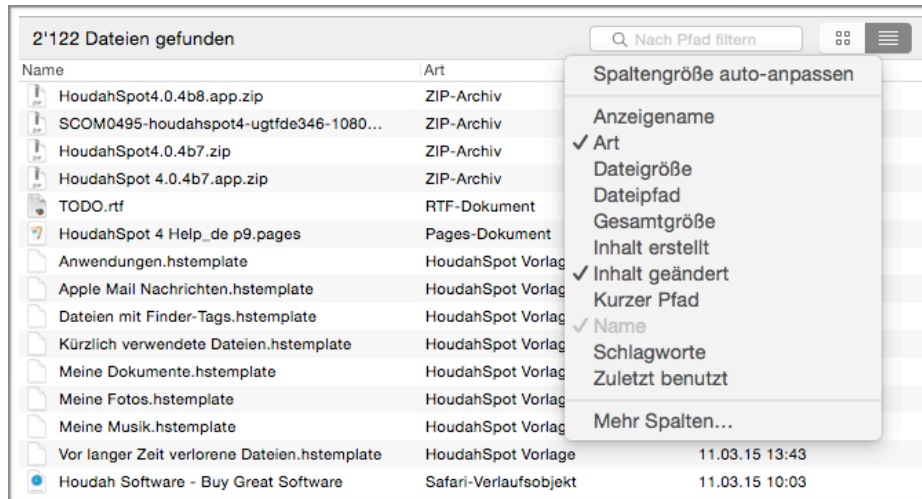 2'122 Dateien gefunden
Nach Pfad filtern
Name Art
HoudahSpot4.0.4b8.app.zip ZIP-Archiv
SCOM0495-houdahspot4-ugtfde346-1080... ZIP-Archiv
HoudahSpot4.0.4b7.zip ZIP-Archiv
HoudahSpot 4.0.4b7.app.zip ZIP-Archiv
TODO.rtf RTF-Dokument
HoudahSpot 4 Help_de p9.pages Pages-Dokument
Anwendungen.hstemplate HoudahSpot Vorlag
Apple Mail Nachrichten.hstemplate HoudahSpot Vorlag
Dateien mit Finder-Tags.hstemplate HoudahSpot Vorlag
Kürzlich verwendete Dateien.hstemplate HoudahSpot Vorlag
Meine Dokumente.hstemplate HoudahSpot Vorlag
Meine Fotos.hstemplate HoudahSpot Vorlag
Meine Musik.hstemplate HoudahSpot Vorlag
Vor langer Zeit verlorene Dateien.hstemplate HoudahSpot Vorlage 11.03.15 13:43
Houdah Software - Buy Great Software Safari-Verlaufsobjekt 11.03.15 10:03
Spaltengröße auto-anpassen
Anzeigename
✓ Art
Dateigröße
Dateipfad
Gesamtgröße
Inhalt erstellt
✓ Inhalt geändert
Kurzer Pfad
✓ Name
Schlagworte
Zuletzt benutzt
Mehr Spalten...